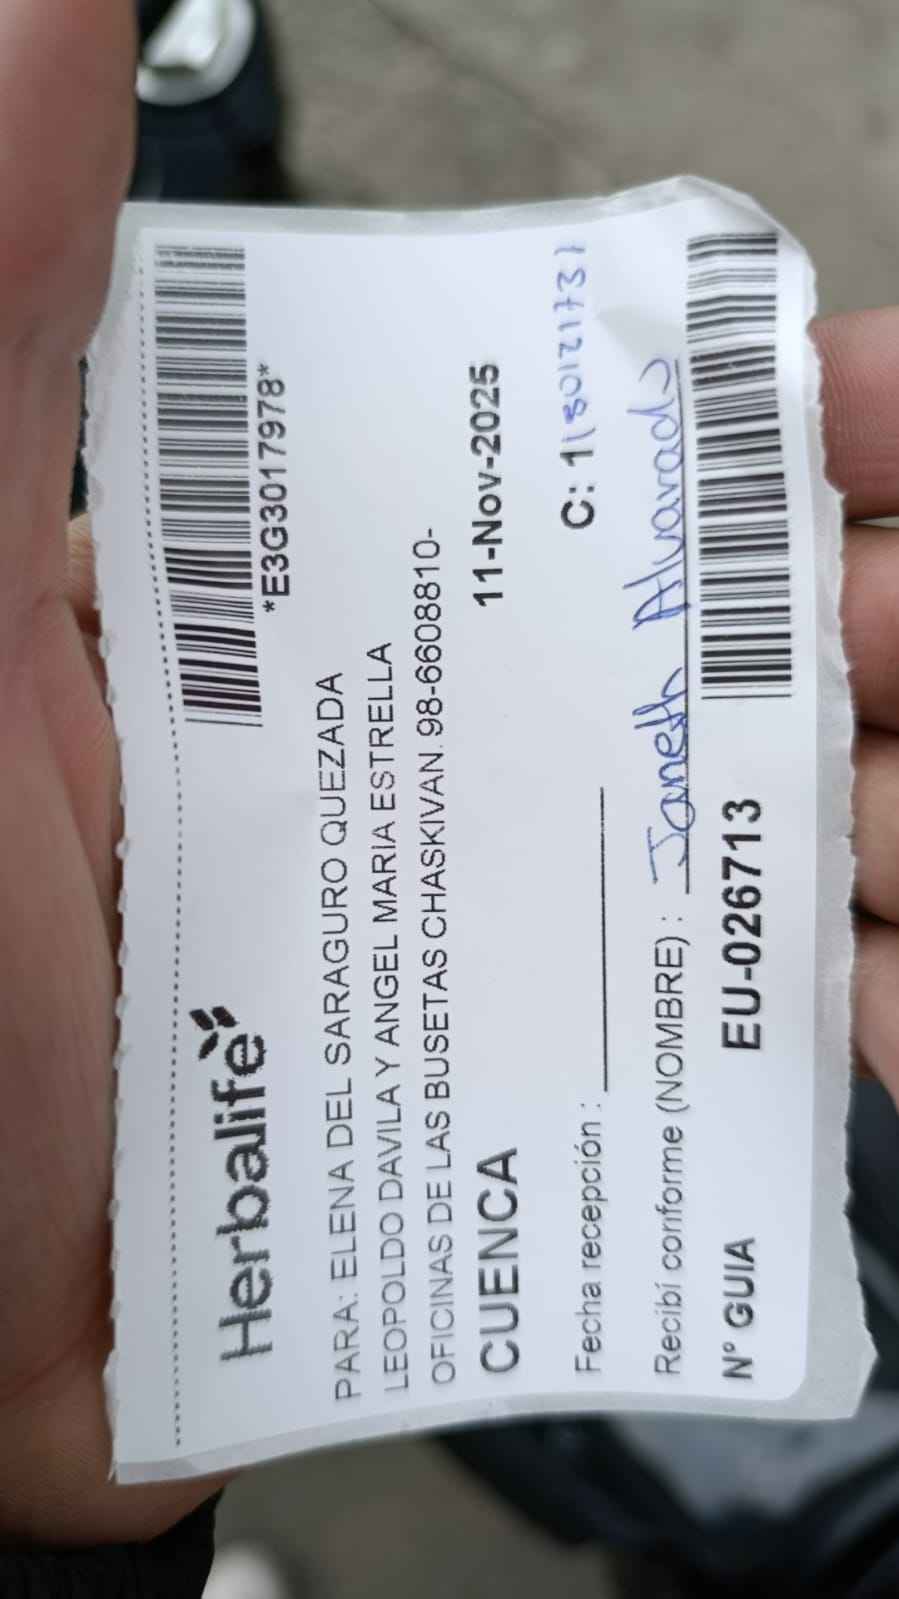 Herbalife
*E3G3017978*
PARA: ELENA DEL SARAGURO QUEZADA
LEOPOLDO DAVILA Y ANGEL MARIA ESTRELLA
OFICINAS DE LAS BUSETAS CHASKIVAN. 98-6608810-
CUENCA 11-Nov-2025
Fecha recepción : C: 1
Recibí conforme (NOMBRE) : Janeth Alvarado
Nº GUIA EU-026713